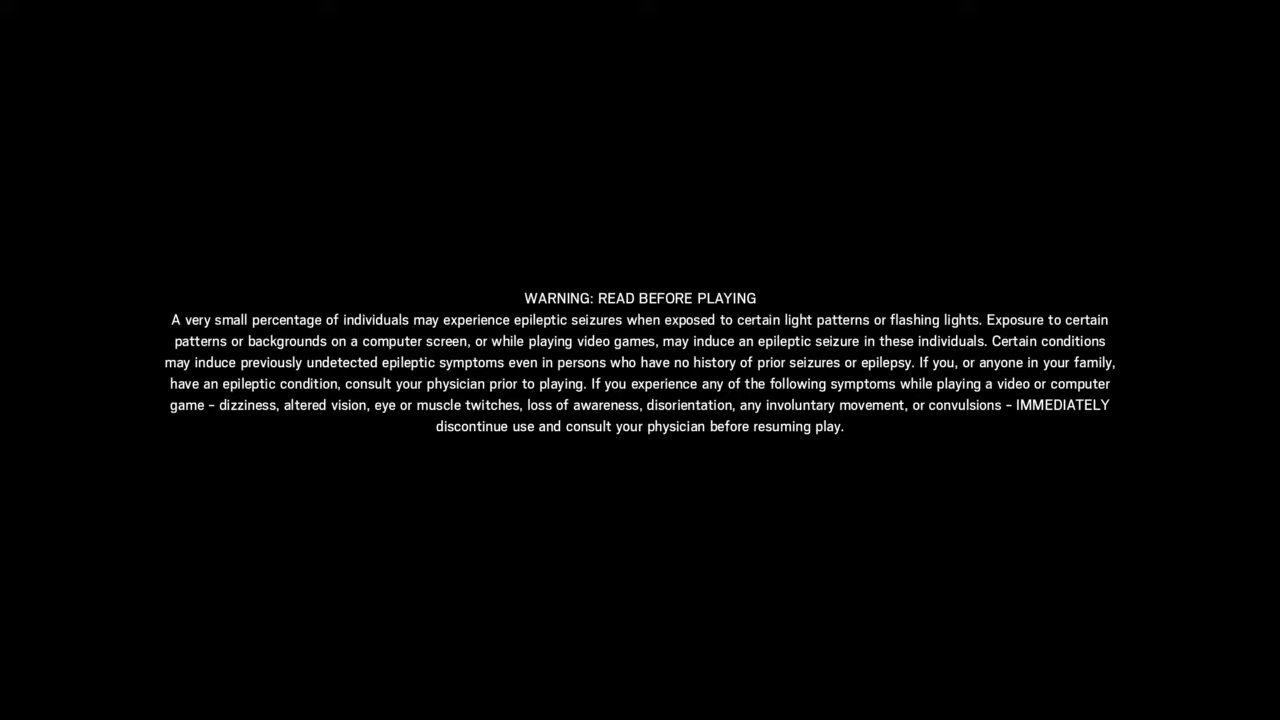 WARNING: READ BEFORE PLAYING
A very small percentage of individuals may experience epileptic seizures when exposed to certain light patterns or flashing lights. Exposure to certain
patterns or backgrounds on a computer screen, or while playing video games, may induce an epileptic seizure in these individuals. Certain conditions
may induce previously undetected epileptic symptoms even in persons who have no history of prior seizures or epilepsy. If you, or anyone in your family,
have an epileptic condition, consult your physician prior to playing. If you experience any of the following symptoms while playing a video or computer
game - dizziness, altered vision, eye or muscle twitches, loss of awareness, disorientation, any involuntary movement, or convulsions - IMMEDIATELY
discontinue use and consult your physician before resuming play.